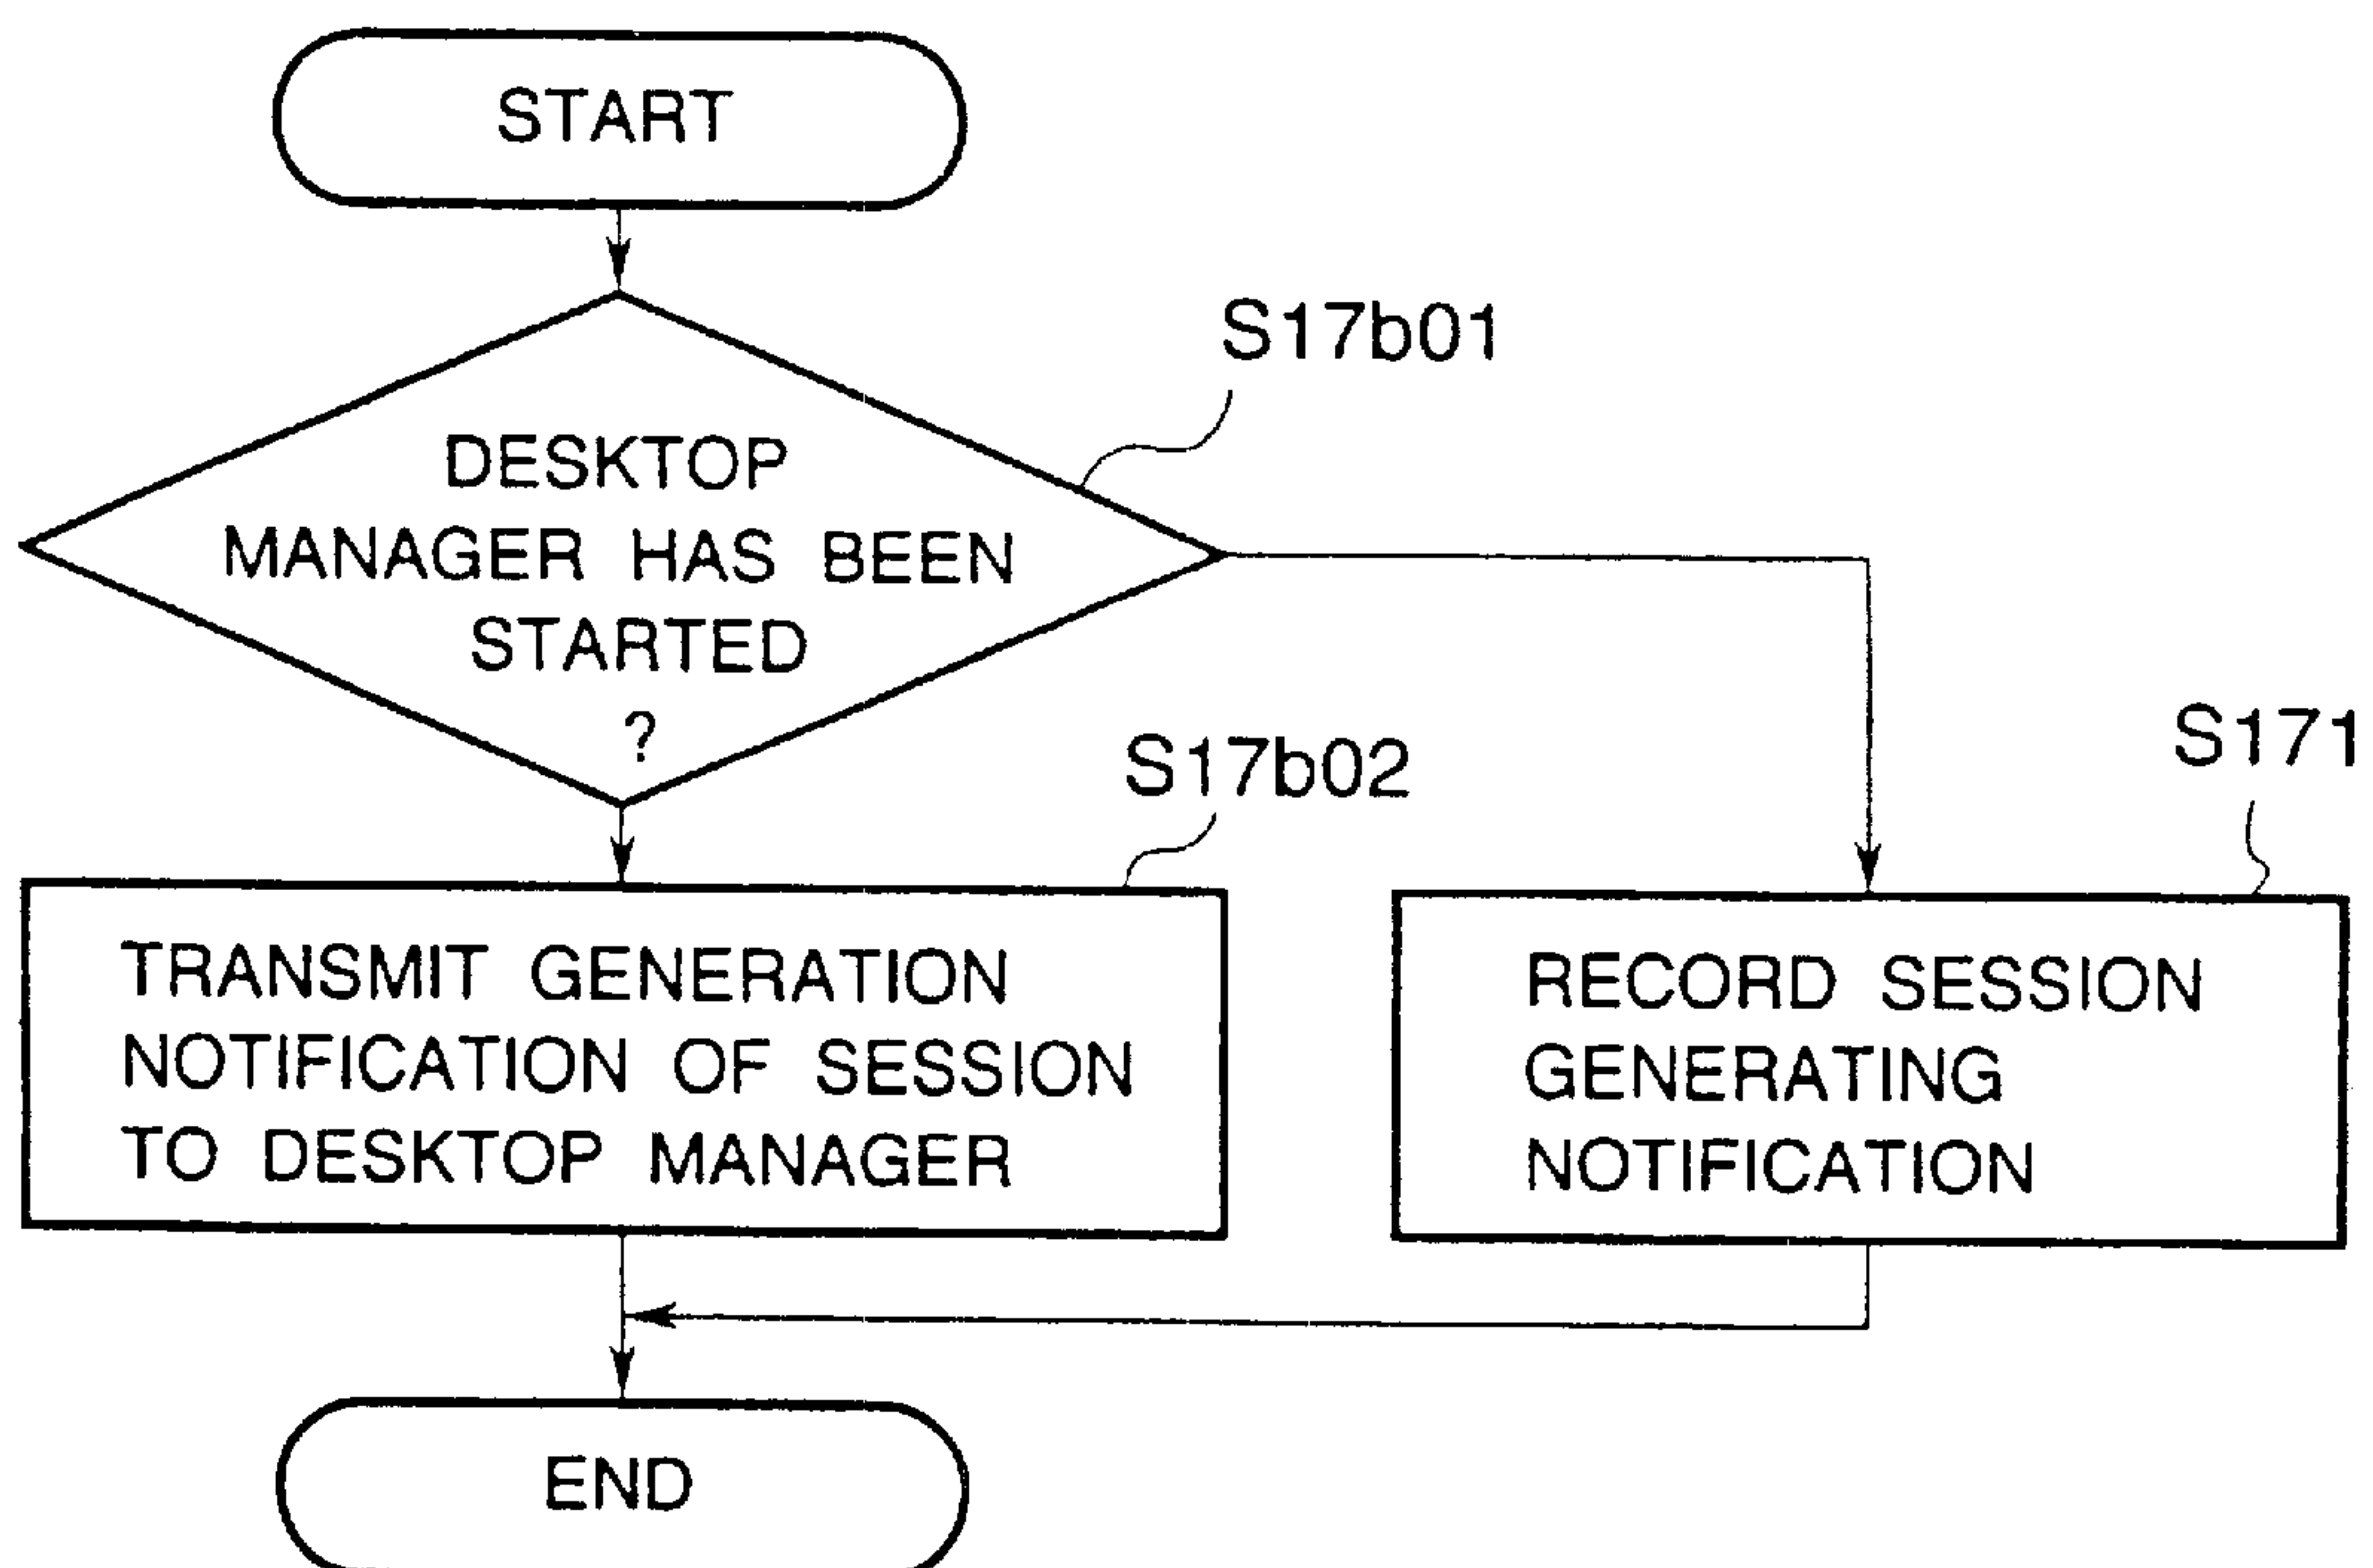 START
S17b01
DESKTOP
MANAGER HAS BEEN
STARTED
?
S17b02
S171
TRANSMIT GENERATION
NOTIFICATION OF SESSION
TO DESKTOP MANAGER
RECORD SESSION
GENERATING
NOTIFICATION
END